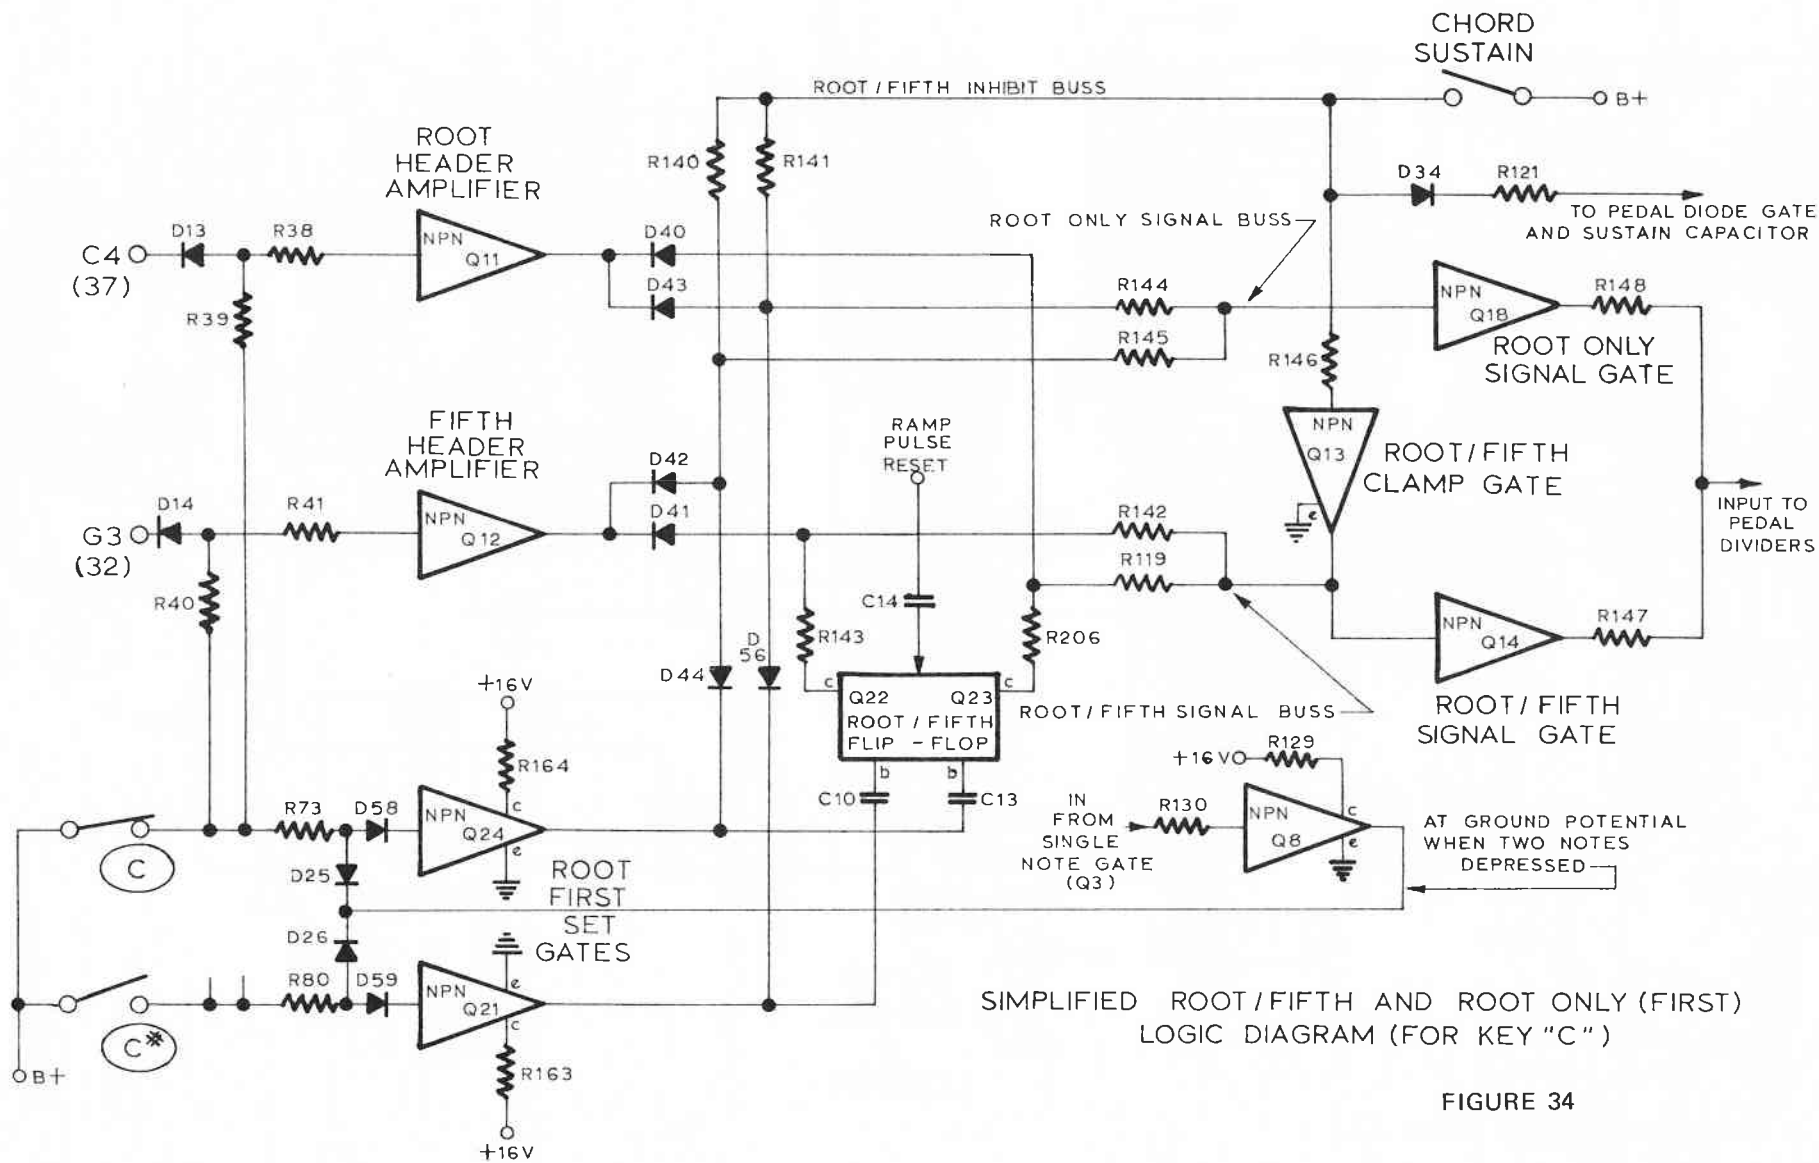 CHORD
SUSTAIN
ROOT / FIFTH INHIBIT BUSS
B+
ROOT
HEADER
AMPLIFIER
R140
R141
D34
R121
TO PEDAL DIODE GATE
AND SUSTAIN CAPACITOR
ROOT ONLY SIGNAL BUSS
D13
R38
C4
(37)
NPN
Q11
D40
D43
R39
R144
R145
NPN
Q18
R148
ROOT ONLY
SIGNAL GATE
R146
FIFTH
HEADER
AMPLIFIER
RAMP
PULSE
RESET
NPN
Q13
ROOT/FIFTH
CLAMP GATE
e
D42
D41
D14
R41
G3
(32)
NPN
Q12
R142
R119
INPUT TO
PEDAL
DIVIDERS
R40
C14
R143
R206
NPN
Q14
R147
D44
D
56
c
c
Q22
Q23
ROOT / FIFTH
FLIP - FLOP
b
b
ROOT/FIFTH SIGNAL BUSS
ROOT/ FIFTH
SIGNAL GATE
+16V
R164
C10
C13
+16V
R129
R73
D58
NPN
Q24
c
e
IN
FROM
SINGLE
NOTE GATE
(Q3)
R130
NPN
Q8
c
e
AT GROUND POTENTIAL
WHEN TWO NOTES
DEPRESSED
C
D25
ROOT
FIRST
SET
GATES
D26
R80
D59
NPN
Q21
e
c
C#
B+
R163
+16V
SIMPLIFIED ROOT/FIFTH AND ROOT ONLY (FIRST)
LOGIC DIAGRAM (FOR KEY "C")
FIGURE 34